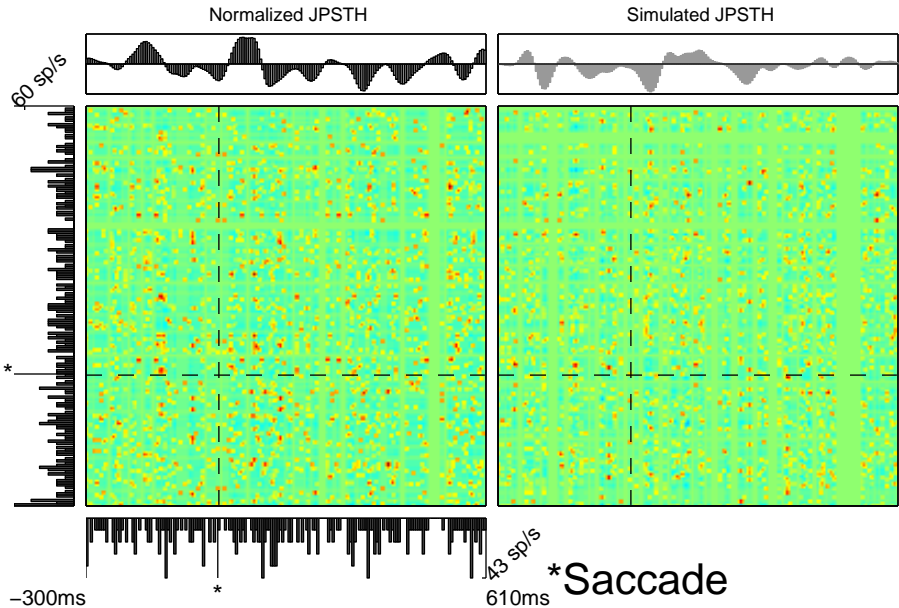 Normalized JPSTH
Simulated JPSTH
60 sp/s
*
43 sp/s
*
*Saccade
−300ms
610ms